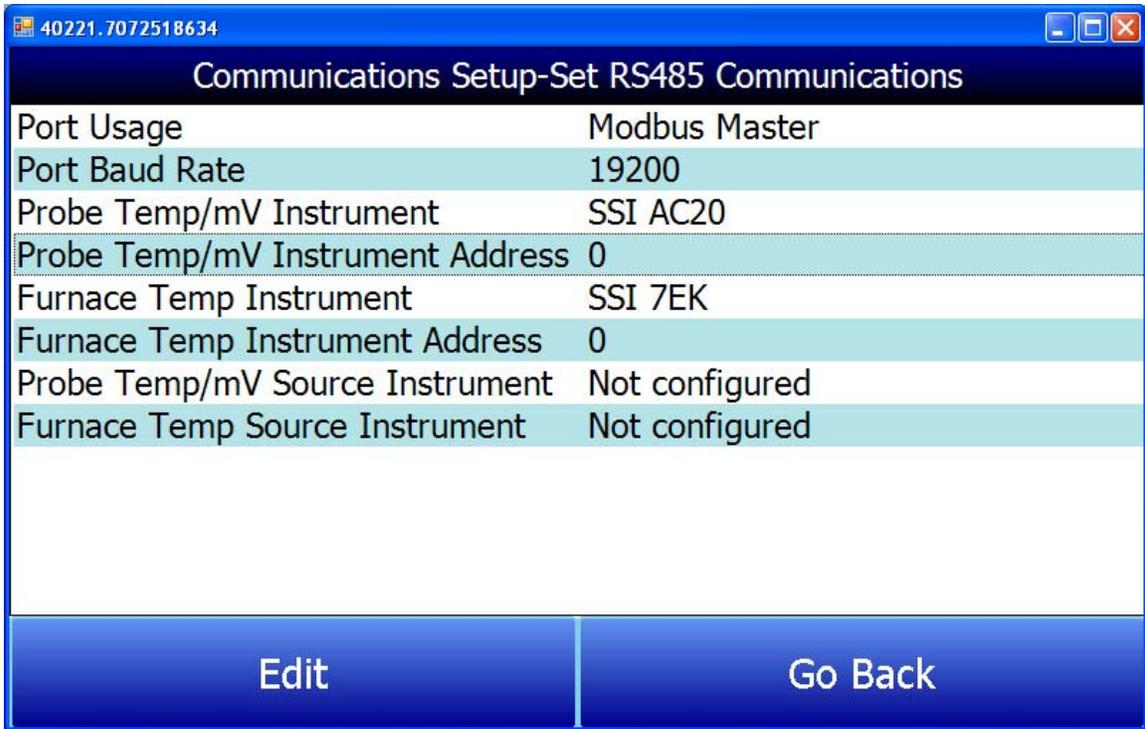 40221.7072518634
Communications Setup-Set RS485 Communications
Port Usage Modbus Master
Port Baud Rate 19200
Probe Temp/mV Instrument SSI AC20
Probe Temp/mV Instrument Address 0
Furnace Temp Instrument SSI 7EK
Furnace Temp Instrument Address 0
Probe Temp/mV Source Instrument Not configured
Furnace Temp Source Instrument Not configured
Edit Go Back